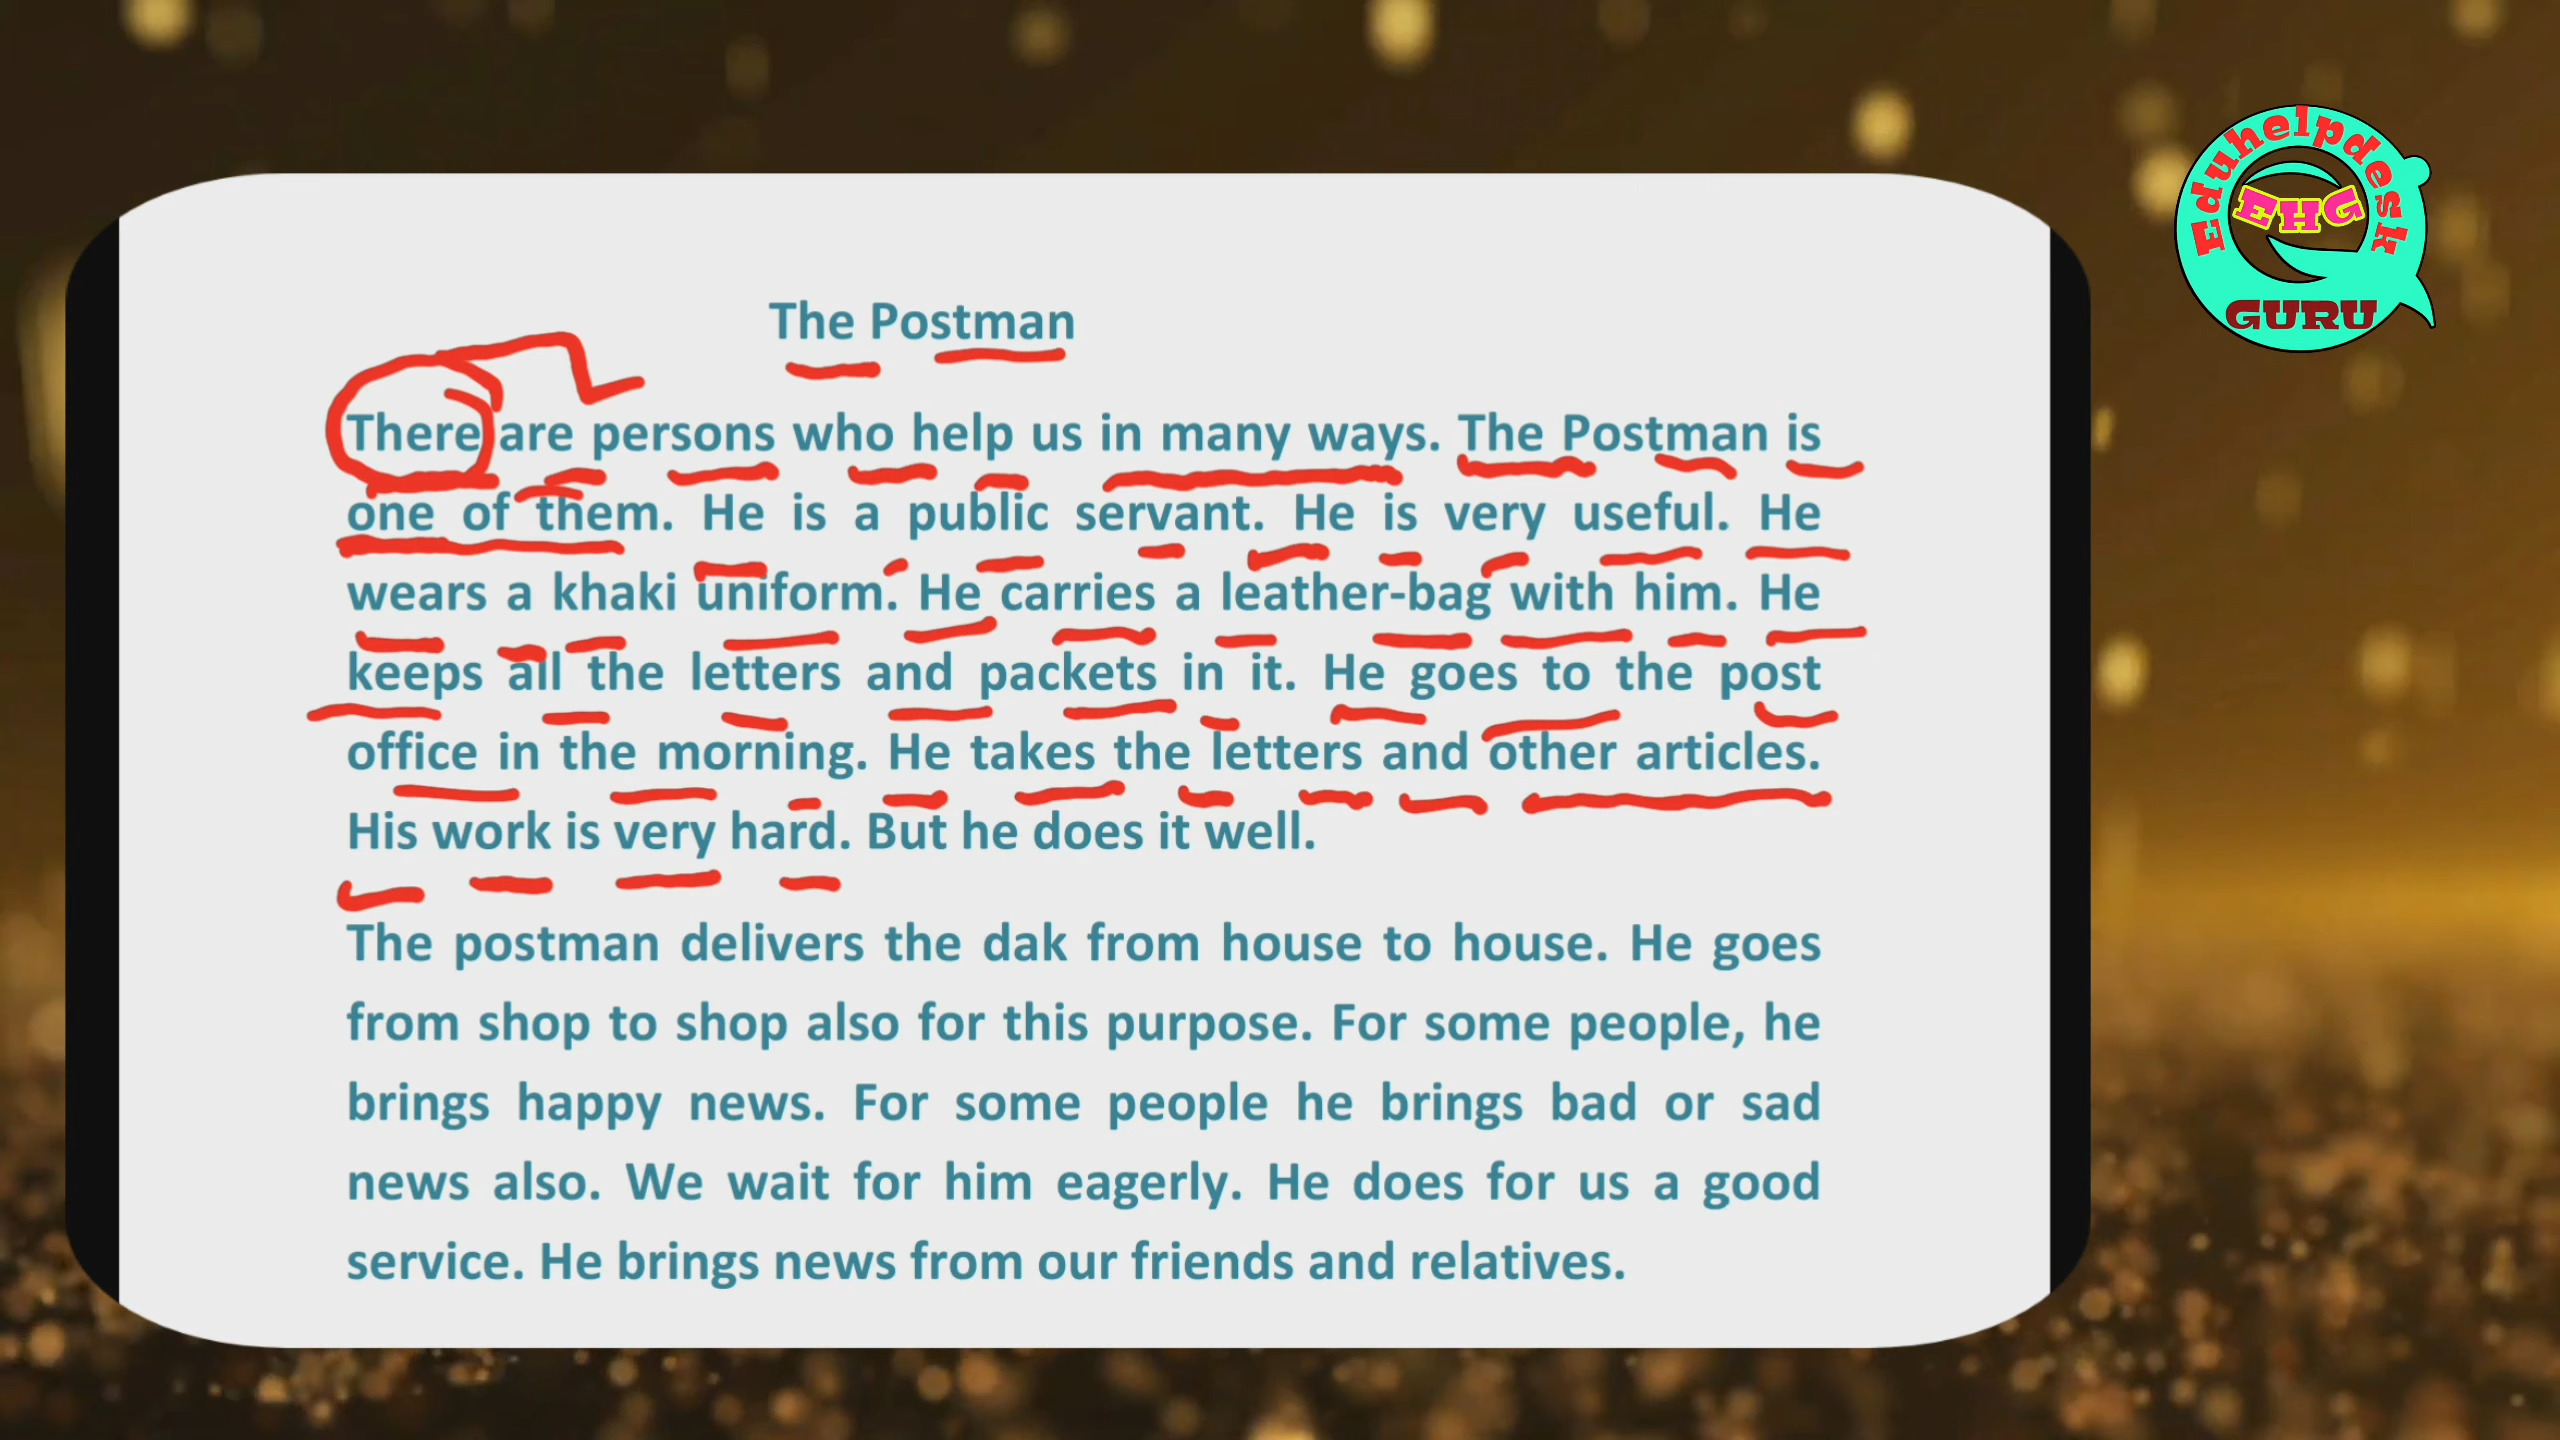 The Postman
There are persons who help us in many ways. The Postman is
one of them. He is a public servant. He is very useful. He
wears a khaki uniform. He carries a leather-bag with him. He
keeps all the letters and packets in it. He goes to the post
office in the morning. He takes the letters and other articles.
His work is very hard. But he does it well.
The postman delivers the dak from house to house. He goes
from shop to shop also for this purpose. For some people, he
brings happy news. For some people he brings bad or sad
news also. We wait for him eagerly. He does for us a good
service. He brings news from our friends and relatives.
Eduhelpdesk
EHG
GURU